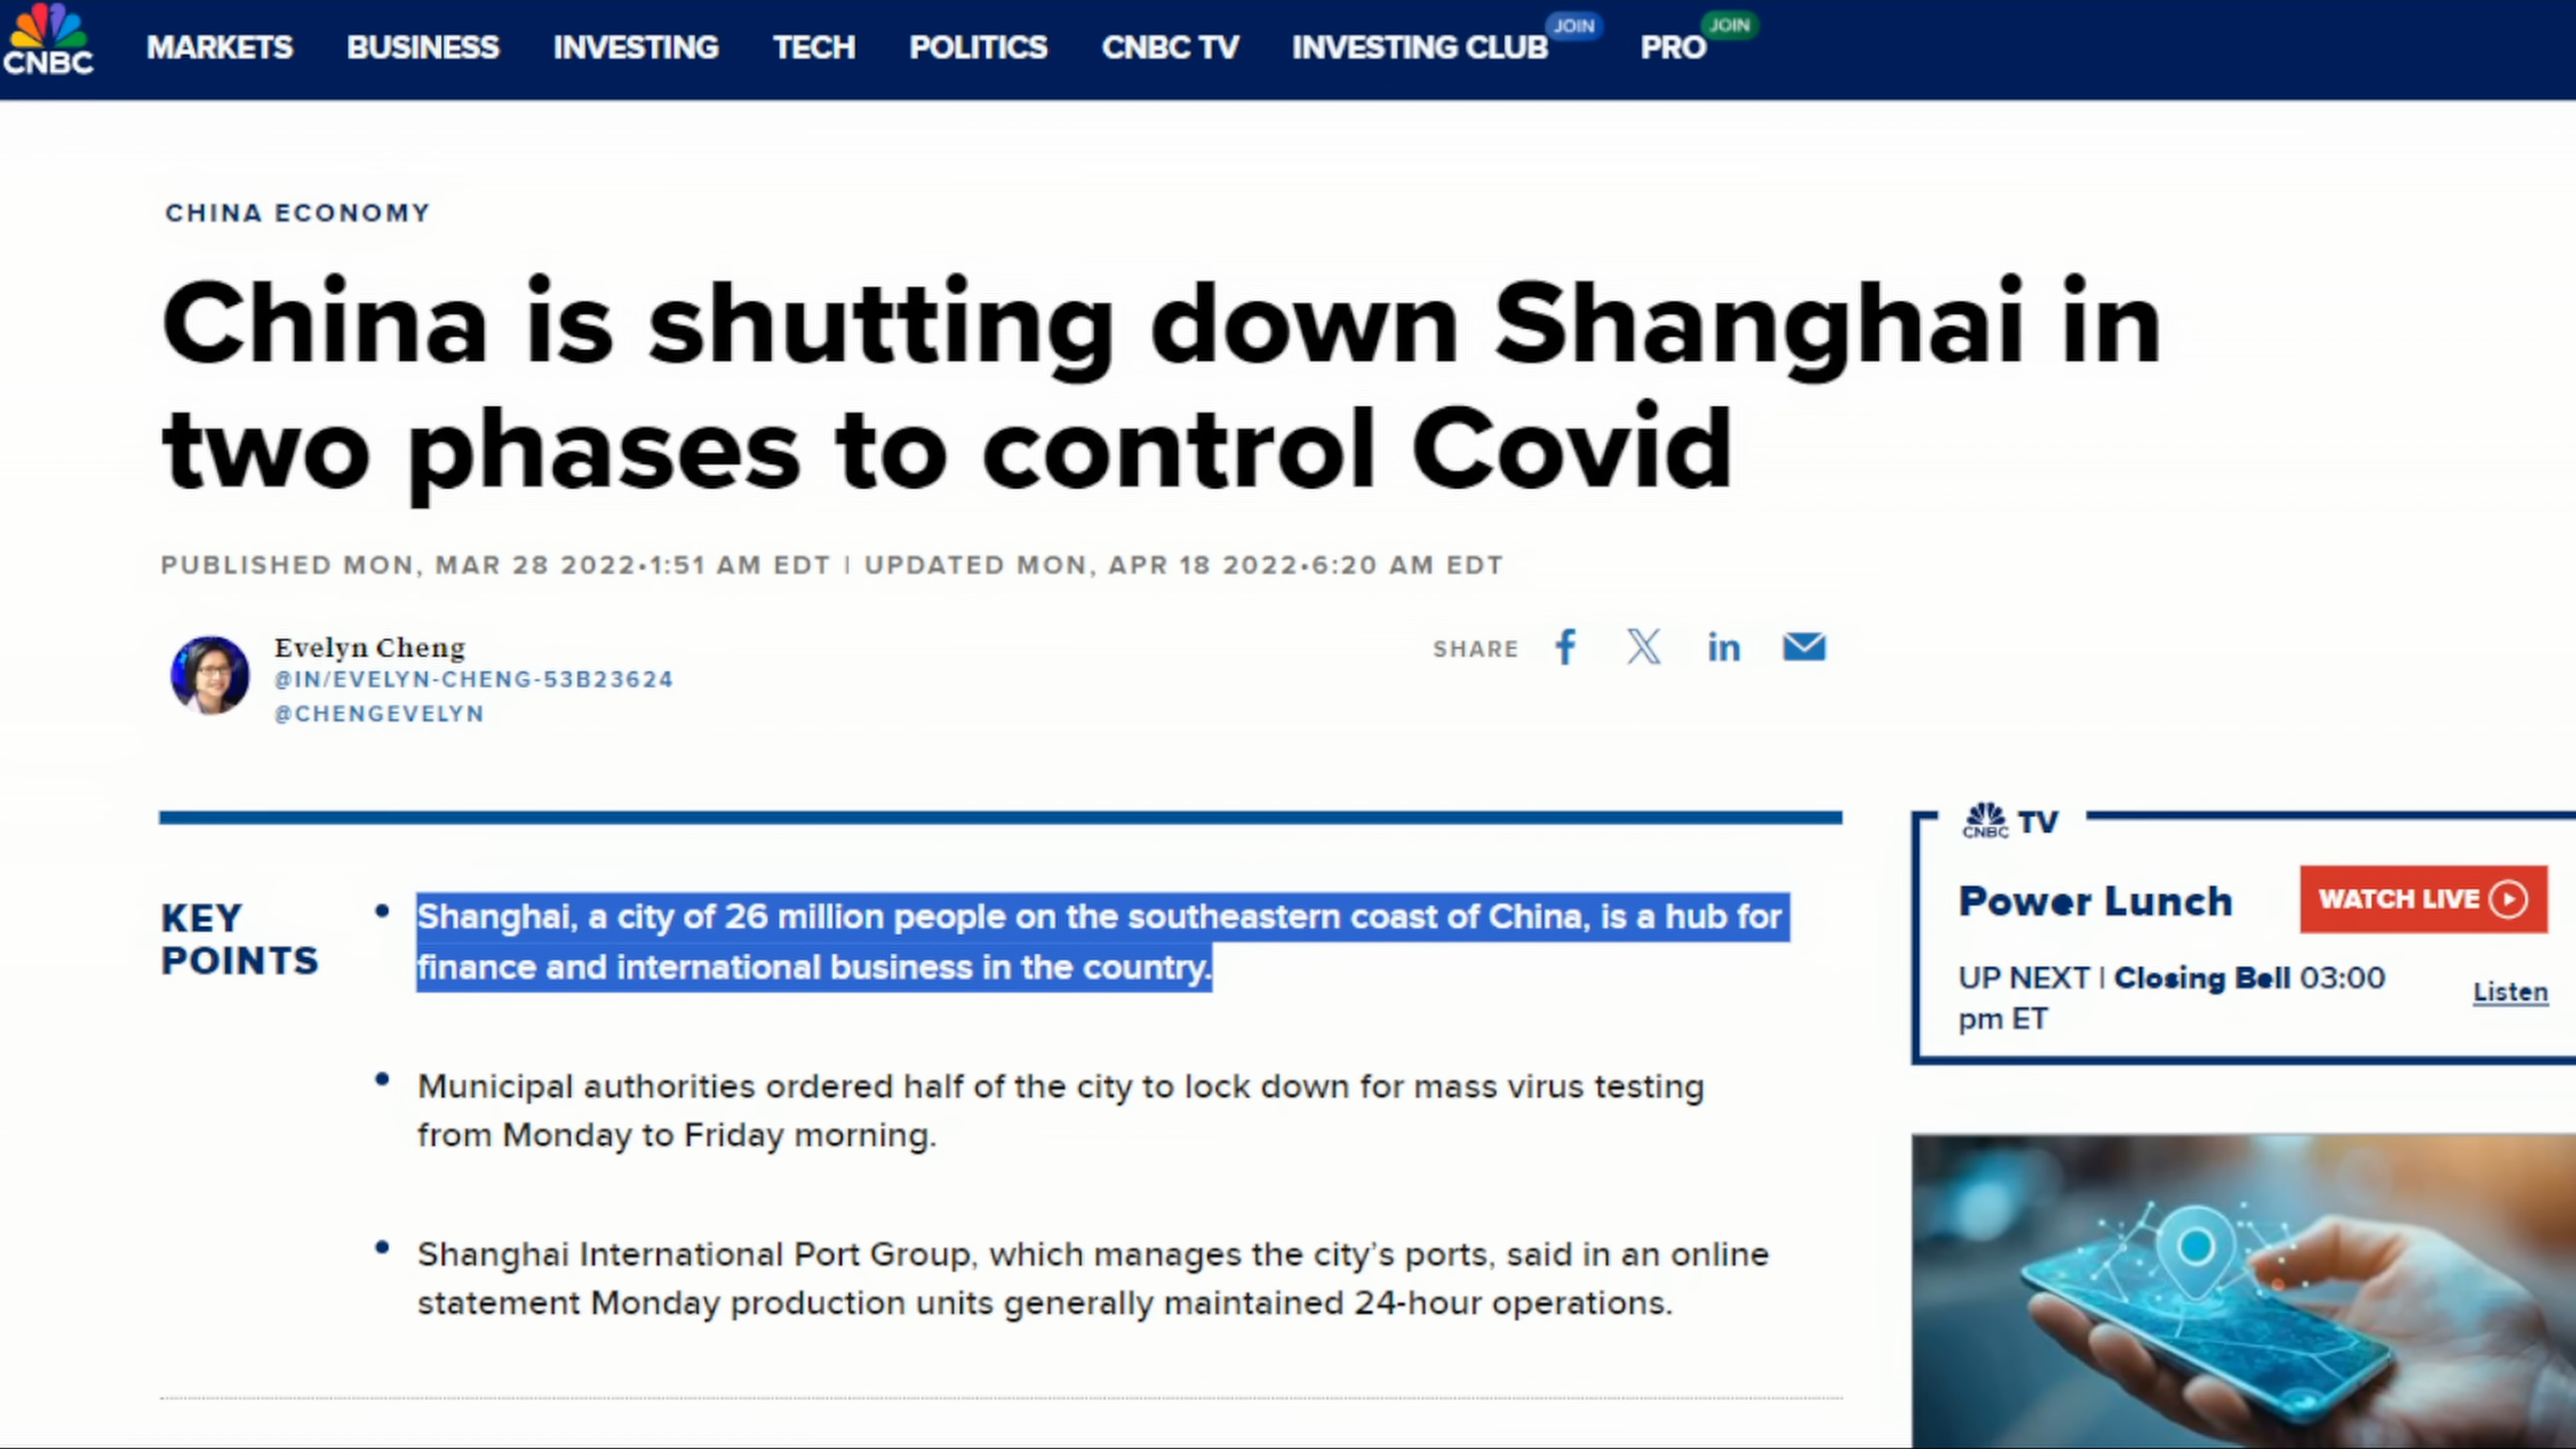 CNBC
MARKETS BUSINESS INVESTING TECH POLITICS CNBC TV INVESTING CLUB JOIN PRO JOIN
CHINA ECONOMY
China is shutting down Shanghai in
two phases to control Covid
PUBLISHED MON, MAR 28 2022•1:51 AM EDT | UPDATED MON, APR 18 2022•6:20 AM EDT
Evelyn Cheng
@IN/EVELYN-CHENG-53B23624
@CHENGEVELYN
SHARE f X in
KEY
POINTS
• Shanghai, a city of 26 million people on the southeastern coast of China, is a hub for
finance and international business in the country.
• Municipal authorities ordered half of the city to lock down for mass virus testing
from Monday to Friday morning.
• Shanghai International Port Group, which manages the city's ports, said in an online
statement Monday production units generally maintained 24-hour operations.
CNBC TV
Power Lunch
WATCH LIVE
UP NEXT | Closing Bell 03:00
pm ET
Listen